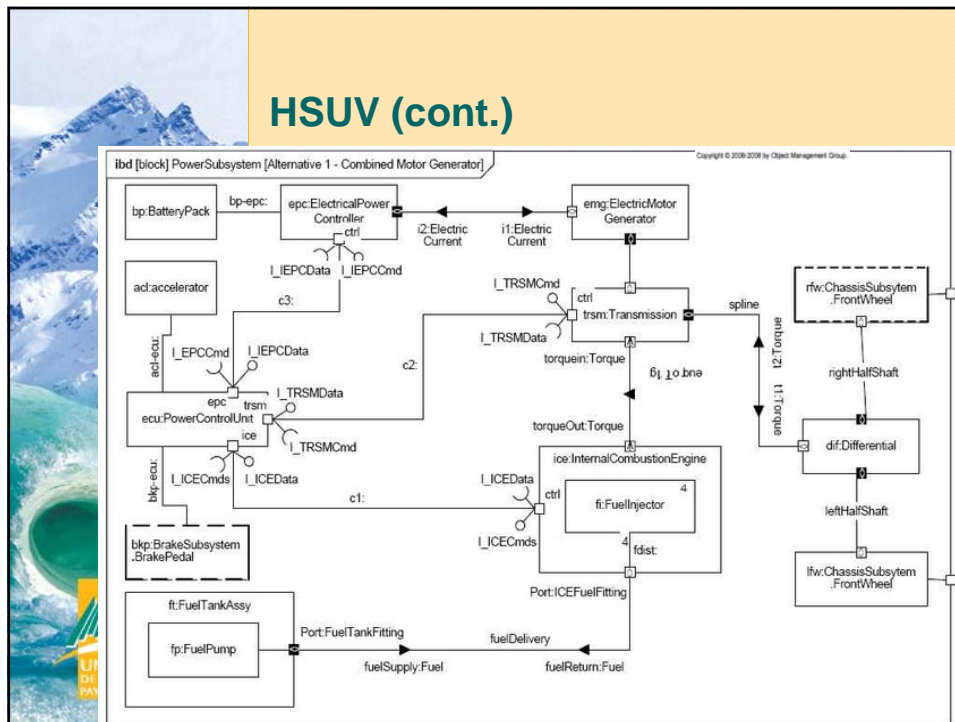 HSUV (cont.)
ibd [block] PowerSubsystem [Alternative 1 - Combined Motor Generator]
Copyright © 2006-2008 by Object Management Group.
bp:BatteryPack
bp-epc:
epc:ElectricalPower
Controller
ctrl
i2:Electric
Current
i1:Electric
Current
emg:ElectricMotor
Generator
I_IEPCData
I_IEPCCmd
acl:accelerator
c3:
I_TRSMCmd
ctrl
trsm:Transmission
I_TRSMData
spline
rfw:ChassisSubsytem
.FrontWheel
t2:Torque
t1:Torque
rightHalfShaft
acl-ecu:
I_EPCCmd
I_IEPCData
c2:
torquein:Torque
epc
trsm
I_TRSMData
ecu:PowerControlUnit
ice
I_TRSMCmd
torqueOut:Torque
dif:Differential
I_ICECmds
I_ICEData
bkp-ecu:
c1:
ice:InternalCombustionEngine
I_ICEData
ctrl
4
fi:FuelInjector
I_ICECmds
4
fdist:
leftHalfShaft
bkp:BrakeSubsystem
.BrakePedal
Port:ICEFuelFitting
lfw:ChassisSubsytem
.FrontWheel
ft:FuelTankAssy
fp:FuelPump
Port:FuelTankFitting
fuelDelivery
fuelSupply:Fuel
fuelReturn:Fuel
UN
DE
PAY